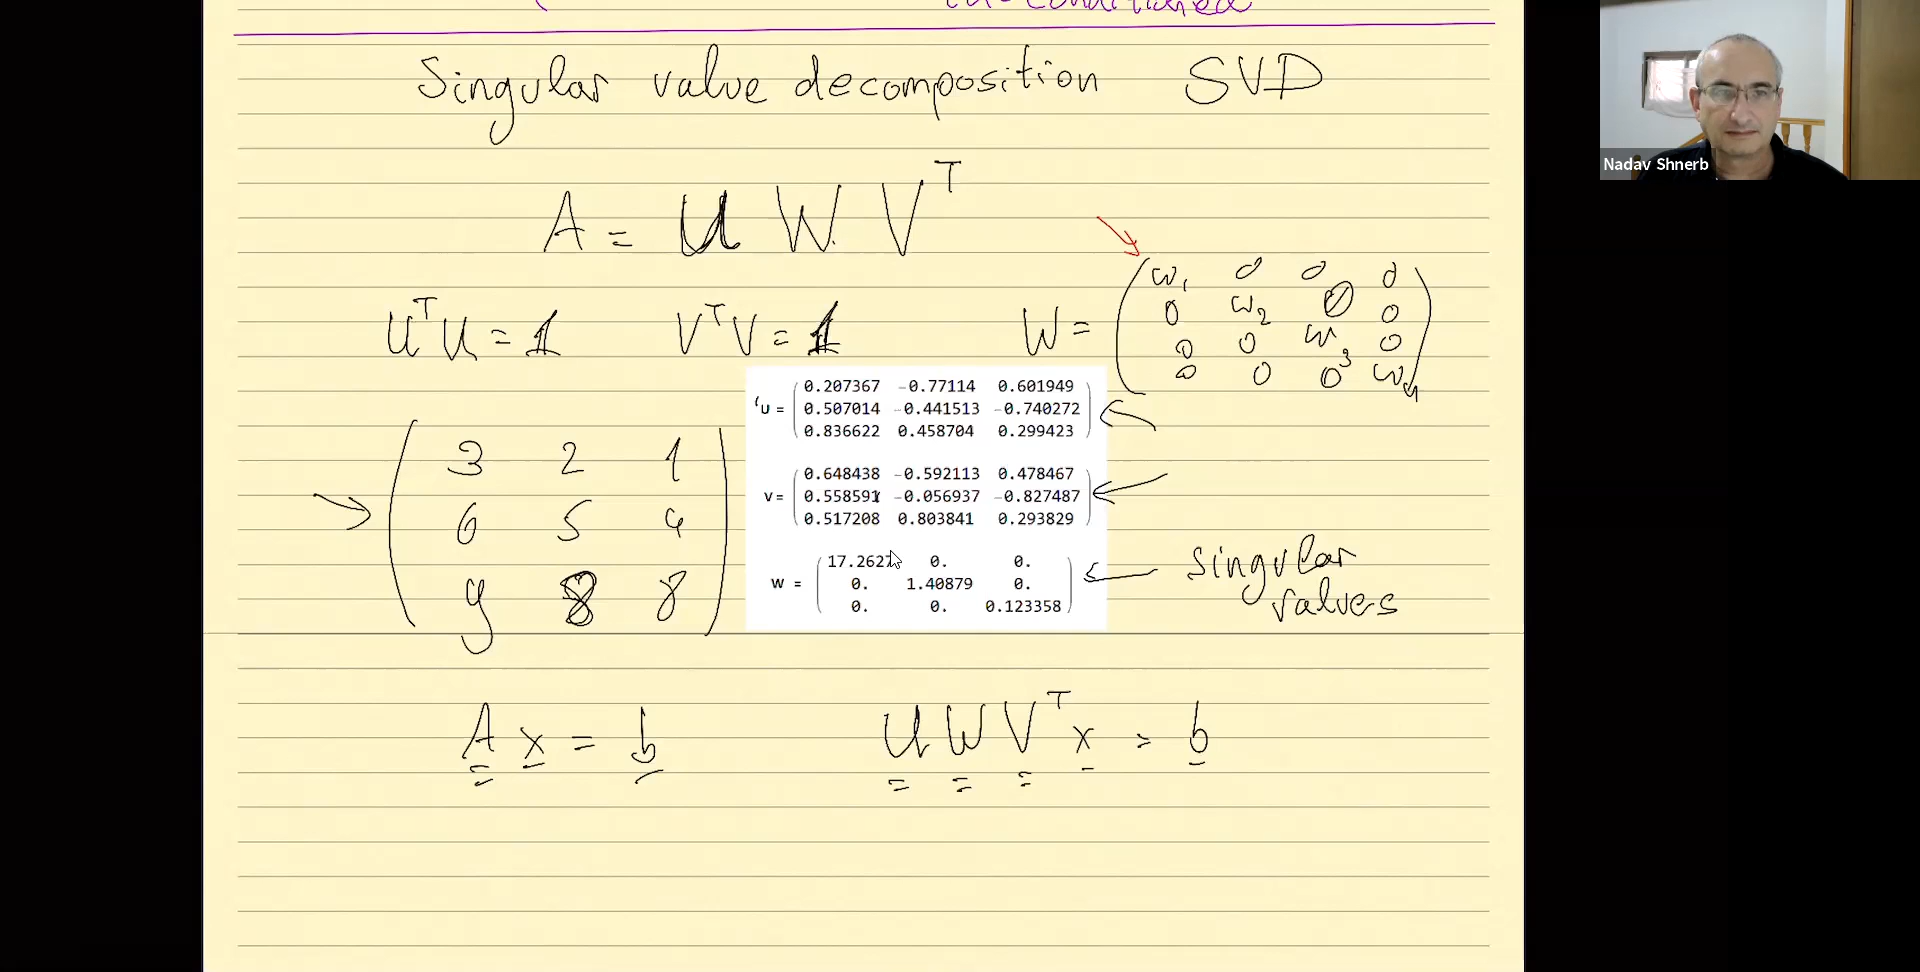 ill-conditioned
Singular value decomposition SVD
A = U W V^T
Nadav Shnerb
U^T U = 1 V^T V = 1 W =
w1 0 0 0
0 w2 0 0
0 0 w3 0
0 0 0 w4
3 2 1
6 5 4
9 8 8
U = 0.207367 -0.77114 0.601949
0.507014 -0.441513 -0.740272
0.836622 0.458704 0.299423
V = 0.648438 -0.592113 0.478467
0.558591 -0.056937 -0.827487
0.517208 0.803841 0.293829
W = 17.2627 0. 0.
0. 1.40879 0.
0. 0. 0.123358
singular
values
A x = b U W V^T x = b